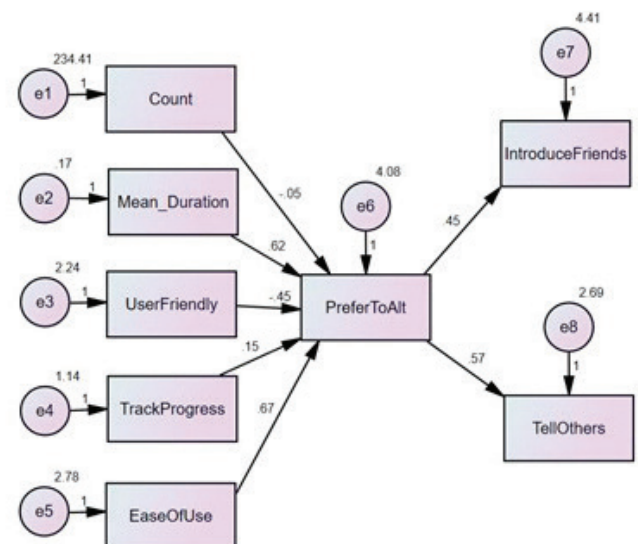 234.41
e1
1
Count
.17
e2
1
Mean_Duration
2.24
e3
1
UserFriendly
1.14
e4
1
TrackProgress
2.78
e5
1
EaseOfUse
-.05
.62
-.45
.15
.67
4.08
e6
1
PreferToAlt
.45
.57
4.41
e7
1
IntroduceFriends
2.69
e8
1
TellOthers